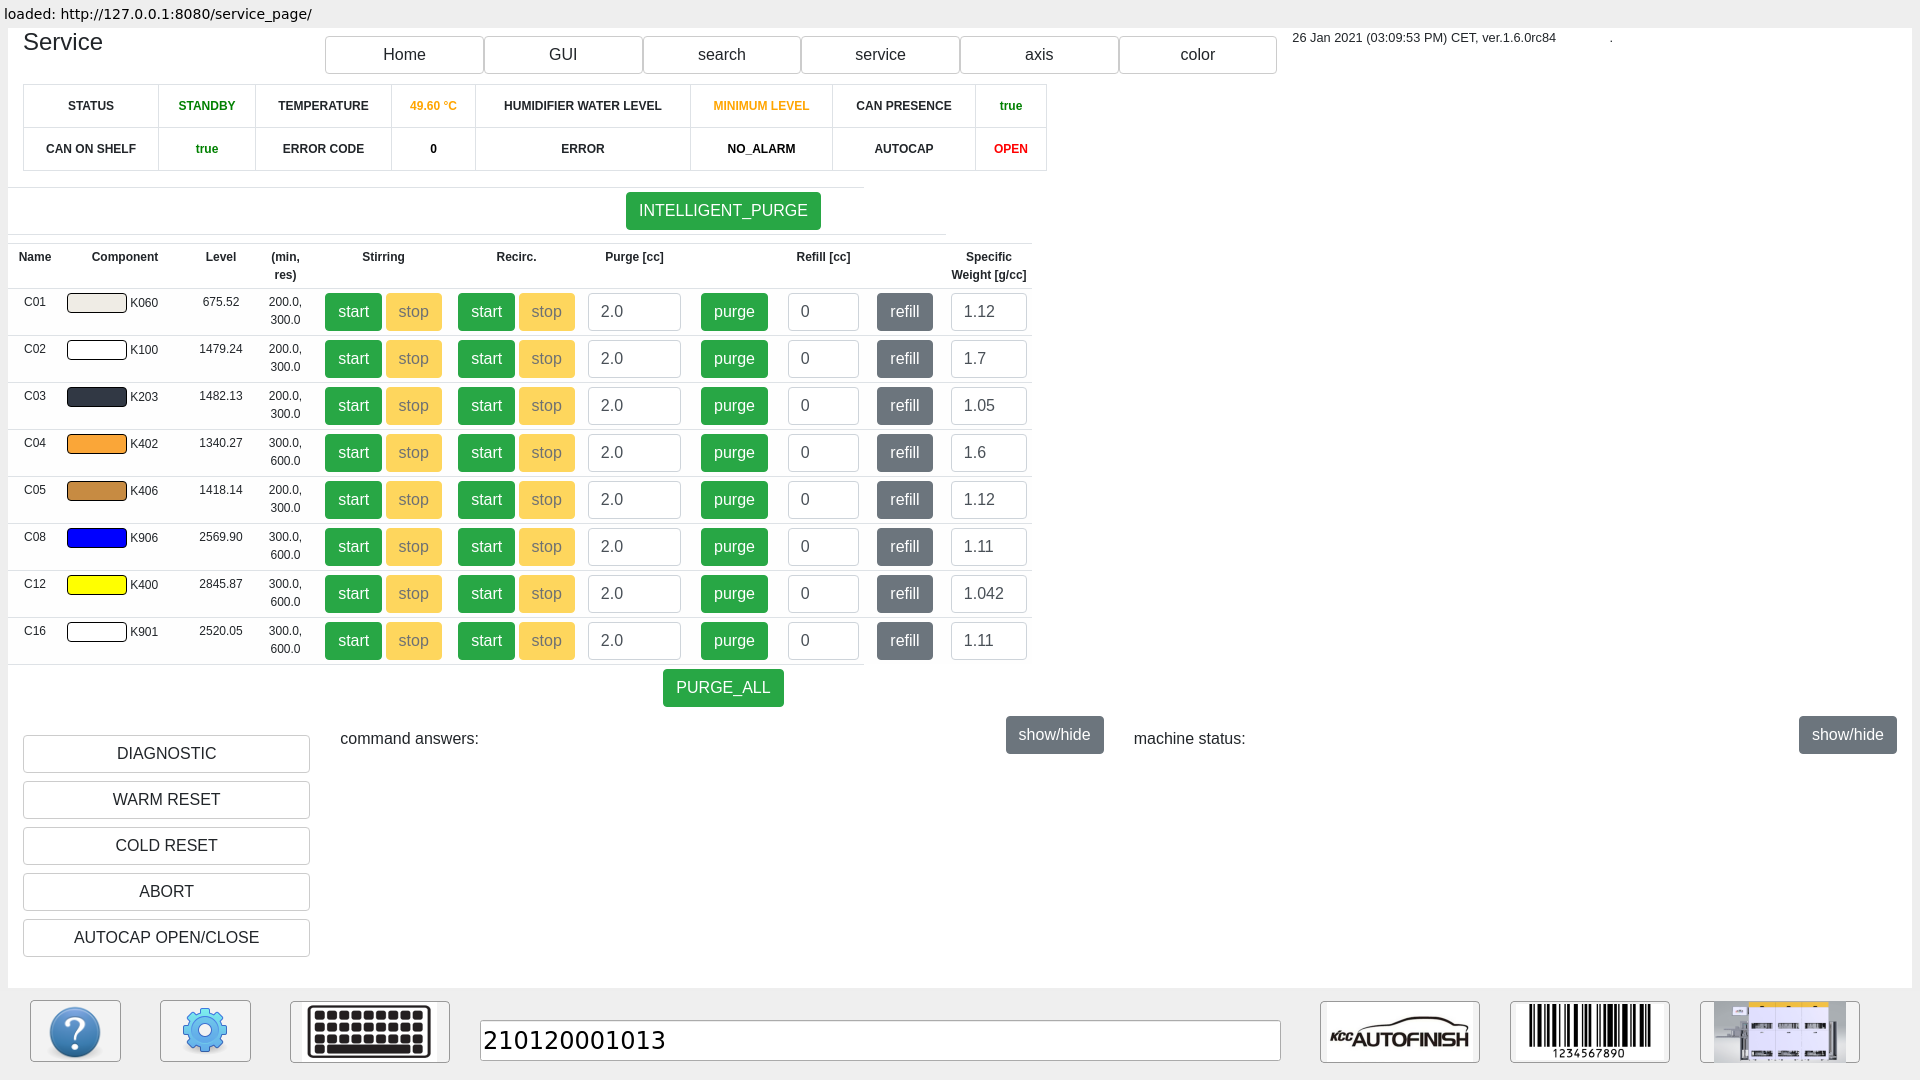 loaded: http://127.0.0.1:8080/service_page/
Service
Home GUI search service axis color
26 Jan 2021 (03:09:53 PM) CET, ver.1.6.0rc84 .
STATUS STANDBY TEMPERATURE 49.60 °C HUMIDIFIER WATER LEVEL MINIMUM LEVEL CAN PRESENCE true
CAN ON SHELF true ERROR CODE 0 ERROR NO_ALARM AUTOCAP OPEN
INTELLIGENT_PURGE
Name Component Level (min, res) Stirring Recirc. Purge [cc] Refill [cc] Specific Weight [g/cc]
C01 K060 675.52 200.0, 300.0 start stop start stop 2.0 purge 0 refill 1.12
C02 K100 1479.24 200.0, 300.0 start stop start stop 2.0 purge 0 refill 1.7
C03 K203 1482.13 200.0, 300.0 start stop start stop 2.0 purge 0 refill 1.05
C04 K402 1340.27 300.0, 600.0 start stop start stop 2.0 purge 0 refill 1.6
C05 K406 1418.14 200.0, 300.0 start stop start stop 2.0 purge 0 refill 1.12
C08 K906 2569.90 300.0, 600.0 start stop start stop 2.0 purge 0 refill 1.11
C12 K400 2845.87 300.0, 600.0 start stop start stop 2.0 purge 0 refill 1.042
C16 K901 2520.05 300.0, 600.0 start stop start stop 2.0 purge 0 refill 1.11
PURGE_ALL
command answers: show/hide machine status: show/hide
DIAGNOSTIC
WARM RESET
COLD RESET
ABORT
AUTOCAP OPEN/CLOSE
?
210120001013
KCC AUTOFINISH
1234567890